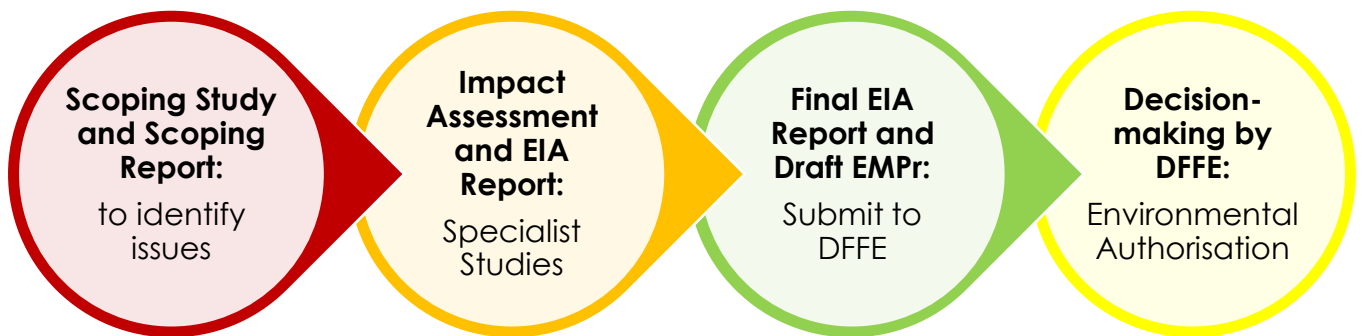 Scoping Study
and Scoping
Report:
to identify
issues
Impact
Assessment
and EIA
Report:
Specialist
Studies
Final EIA
Report and
Draft EMPr:
Submit to
DFFE
Decision-
making by
DFFE:
Environmental
Authorisation